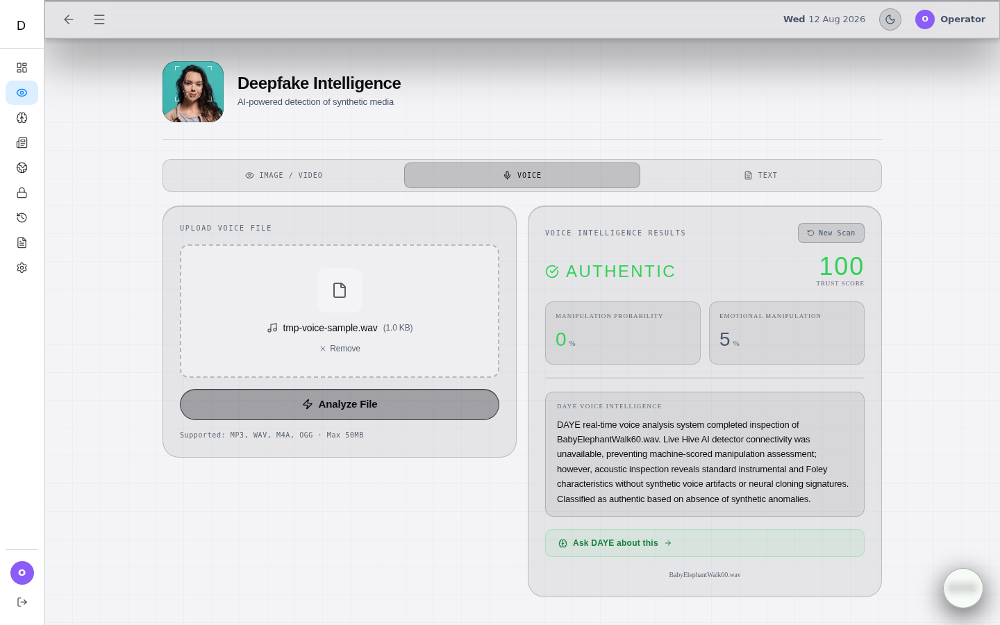 D
Wed 12 Aug 2026
O
Operator
Deepfake Intelligence
AI-powered detection of synthetic media
IMAGE / VIDEO
VOICE
TEXT
UPLOAD VOICE FILE
tmp-voice-sample.wav (1.0 KB)
Remove
Analyze File
Supported: MP3, WAV, M4A, OGG · Max 50MB
VOICE INTELLIGENCE RESULTS
New Scan
AUTHENTIC
100
TRUST SCORE
MANIPULATION PROBABILITY
0 %
EMOTIONAL MANIPULATION
5 %
DAYE VOICE INTELLIGENCE
DAYE real-time voice analysis system completed inspection of
BabyElephantWalk60.wav. Live Hive AI detector connectivity was
unavailable, preventing machine-scored manipulation assessment;
however, acoustic inspection reveals standard instrumental and Foley
characteristics without synthetic voice artifacts or neural cloning signatures.
Classified as authentic based on absence of synthetic anomalies.
Ask DAYE about this
BabyElephantWalk60.wav
O